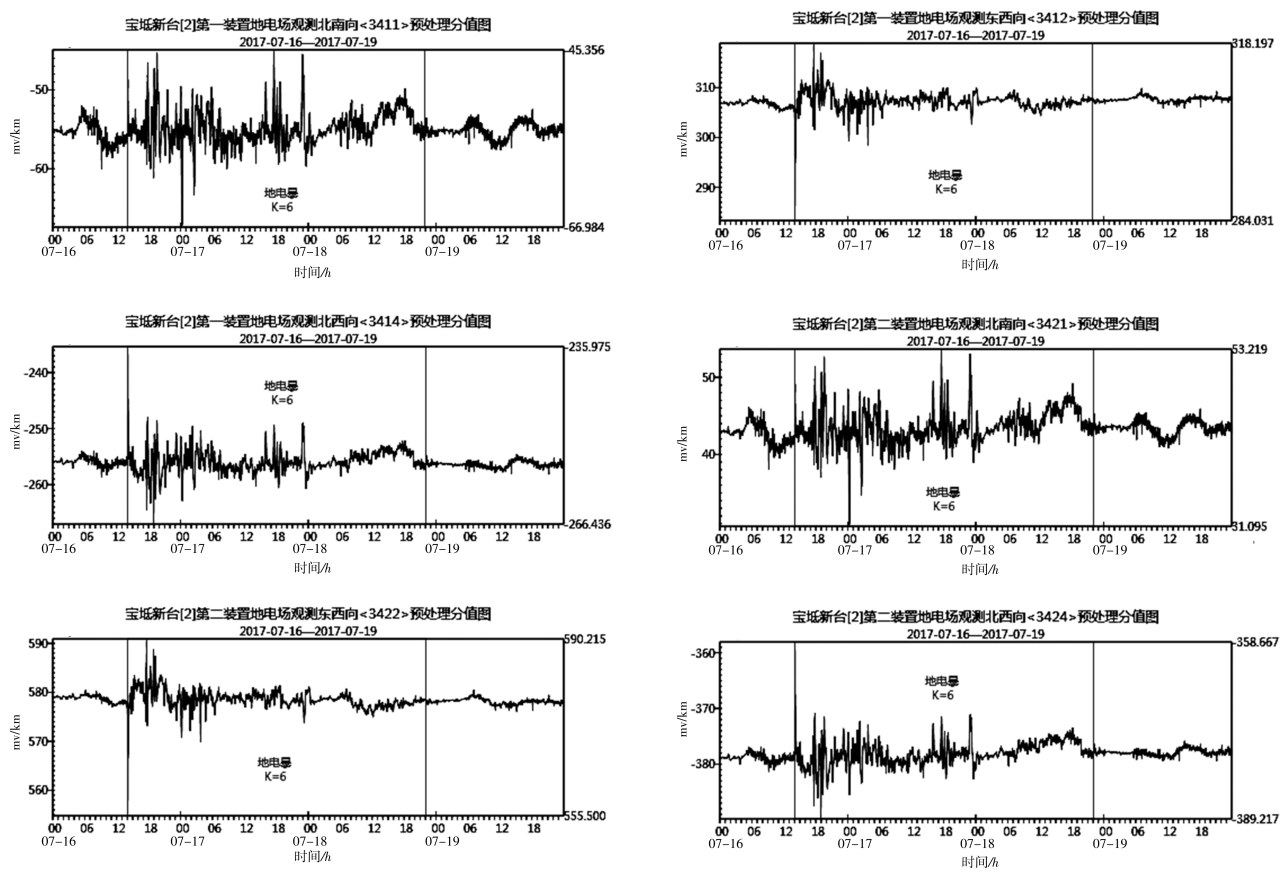 宝坻新台[2]第一装置地电场观测北南向<3411>预处理分值图
2017-07-16—2017-07-19
-45.356
-50
-60
mv/km
地电暴
K=6
-66.984
00 06 12 18 00 06 12 18 00 06 12 18 00 06 12 18
07-16 07-17 07-18 07-19
时间/h
宝坻新台[2]第一装置地电场观测东西向<3412>预处理分值图
2017-07-16—2017-07-19
318.197
310
300
290
mv/km
地电暴
K=6
284.031
00 06 12 18 00 06 12 18 00 06 12 18 00 06 12 18
07-16 07-17 07-18 07-19
时间/h
宝坻新台[2]第一装置地电场观测北西向<3414>预处理分值图
2017-07-16—2017-07-19
-235.975
-240
-250
-260
mv/km
地电暴
K=6
-266.436
00 06 12 18 00 06 12 18 00 06 12 18 00 06 12 18
07-16 07-17 07-18 07-19
时间/h
宝坻新台[2]第二装置地电场观测北南向<3421>预处理分值图
2017-07-16—2017-07-19
53.219
50
40
mv/km
地电暴
K=6
31.095
00 06 12 18 00 06 12 18 00 06 12 18 00 06 12 18
07-16 07-17 07-18 07-19
时间/h
宝坻新台[2]第二装置地电场观测东西向<3422>预处理分值图
2017-07-16—2017-07-19
590.215
590
580
570
560
mv/km
地电暴
K=6
555.500
00 06 12 18 00 06 12 18 00 06 12 18 00 06 12 18
07-16 07-17 07-18 07-19
时间/h
宝坻新台[2]第二装置地电场观测北西向<3424>预处理分值图
2017-07-16—2017-07-19
-358.667
-360
-370
-380
mv/km
地电暴
K=6
-389.217
00 06 12 18 00 06 12 18 00 06 12 18 00 06 12 18
07-16 07-17 07-18 07-19
时间/h